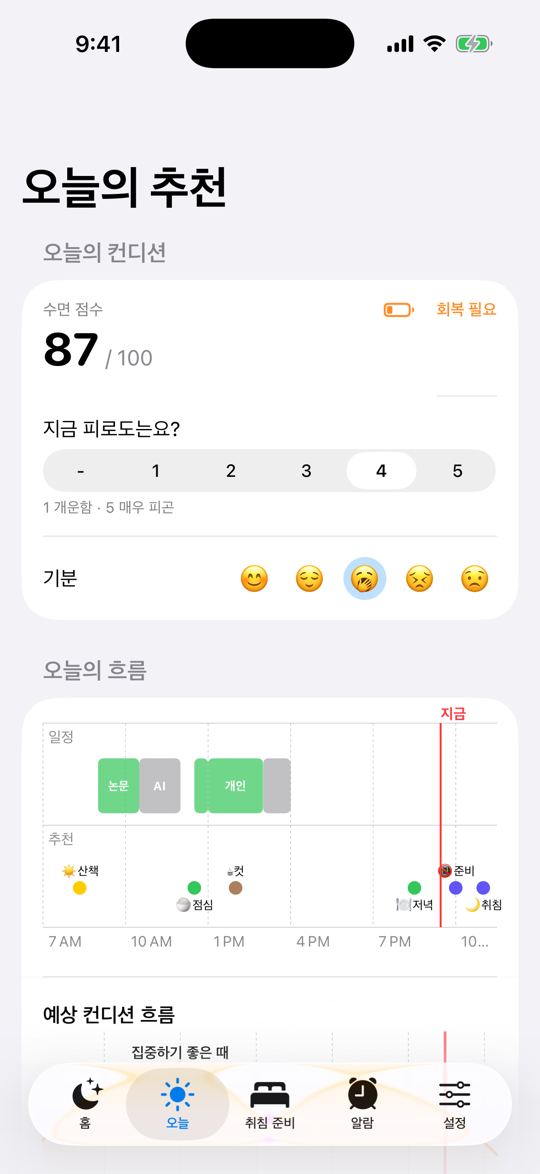 9:41
오늘의 추천
오늘의 컨디션
수면 점수
회복 필요
87 / 100
지금 피로도는요?
- 1 2 3 4 5
1 개운함 · 5 매우 피곤
기분
오늘의 흐름
지금
일정
논문 AI 개인
추천
산책 컷 준비
점심 저녁 취침
7 AM 10 AM 1 PM 4 PM 7 PM 10...
예상 컨디션 흐름
집중하기 좋은 때
홈 오늘 취침 준비 알람 설정